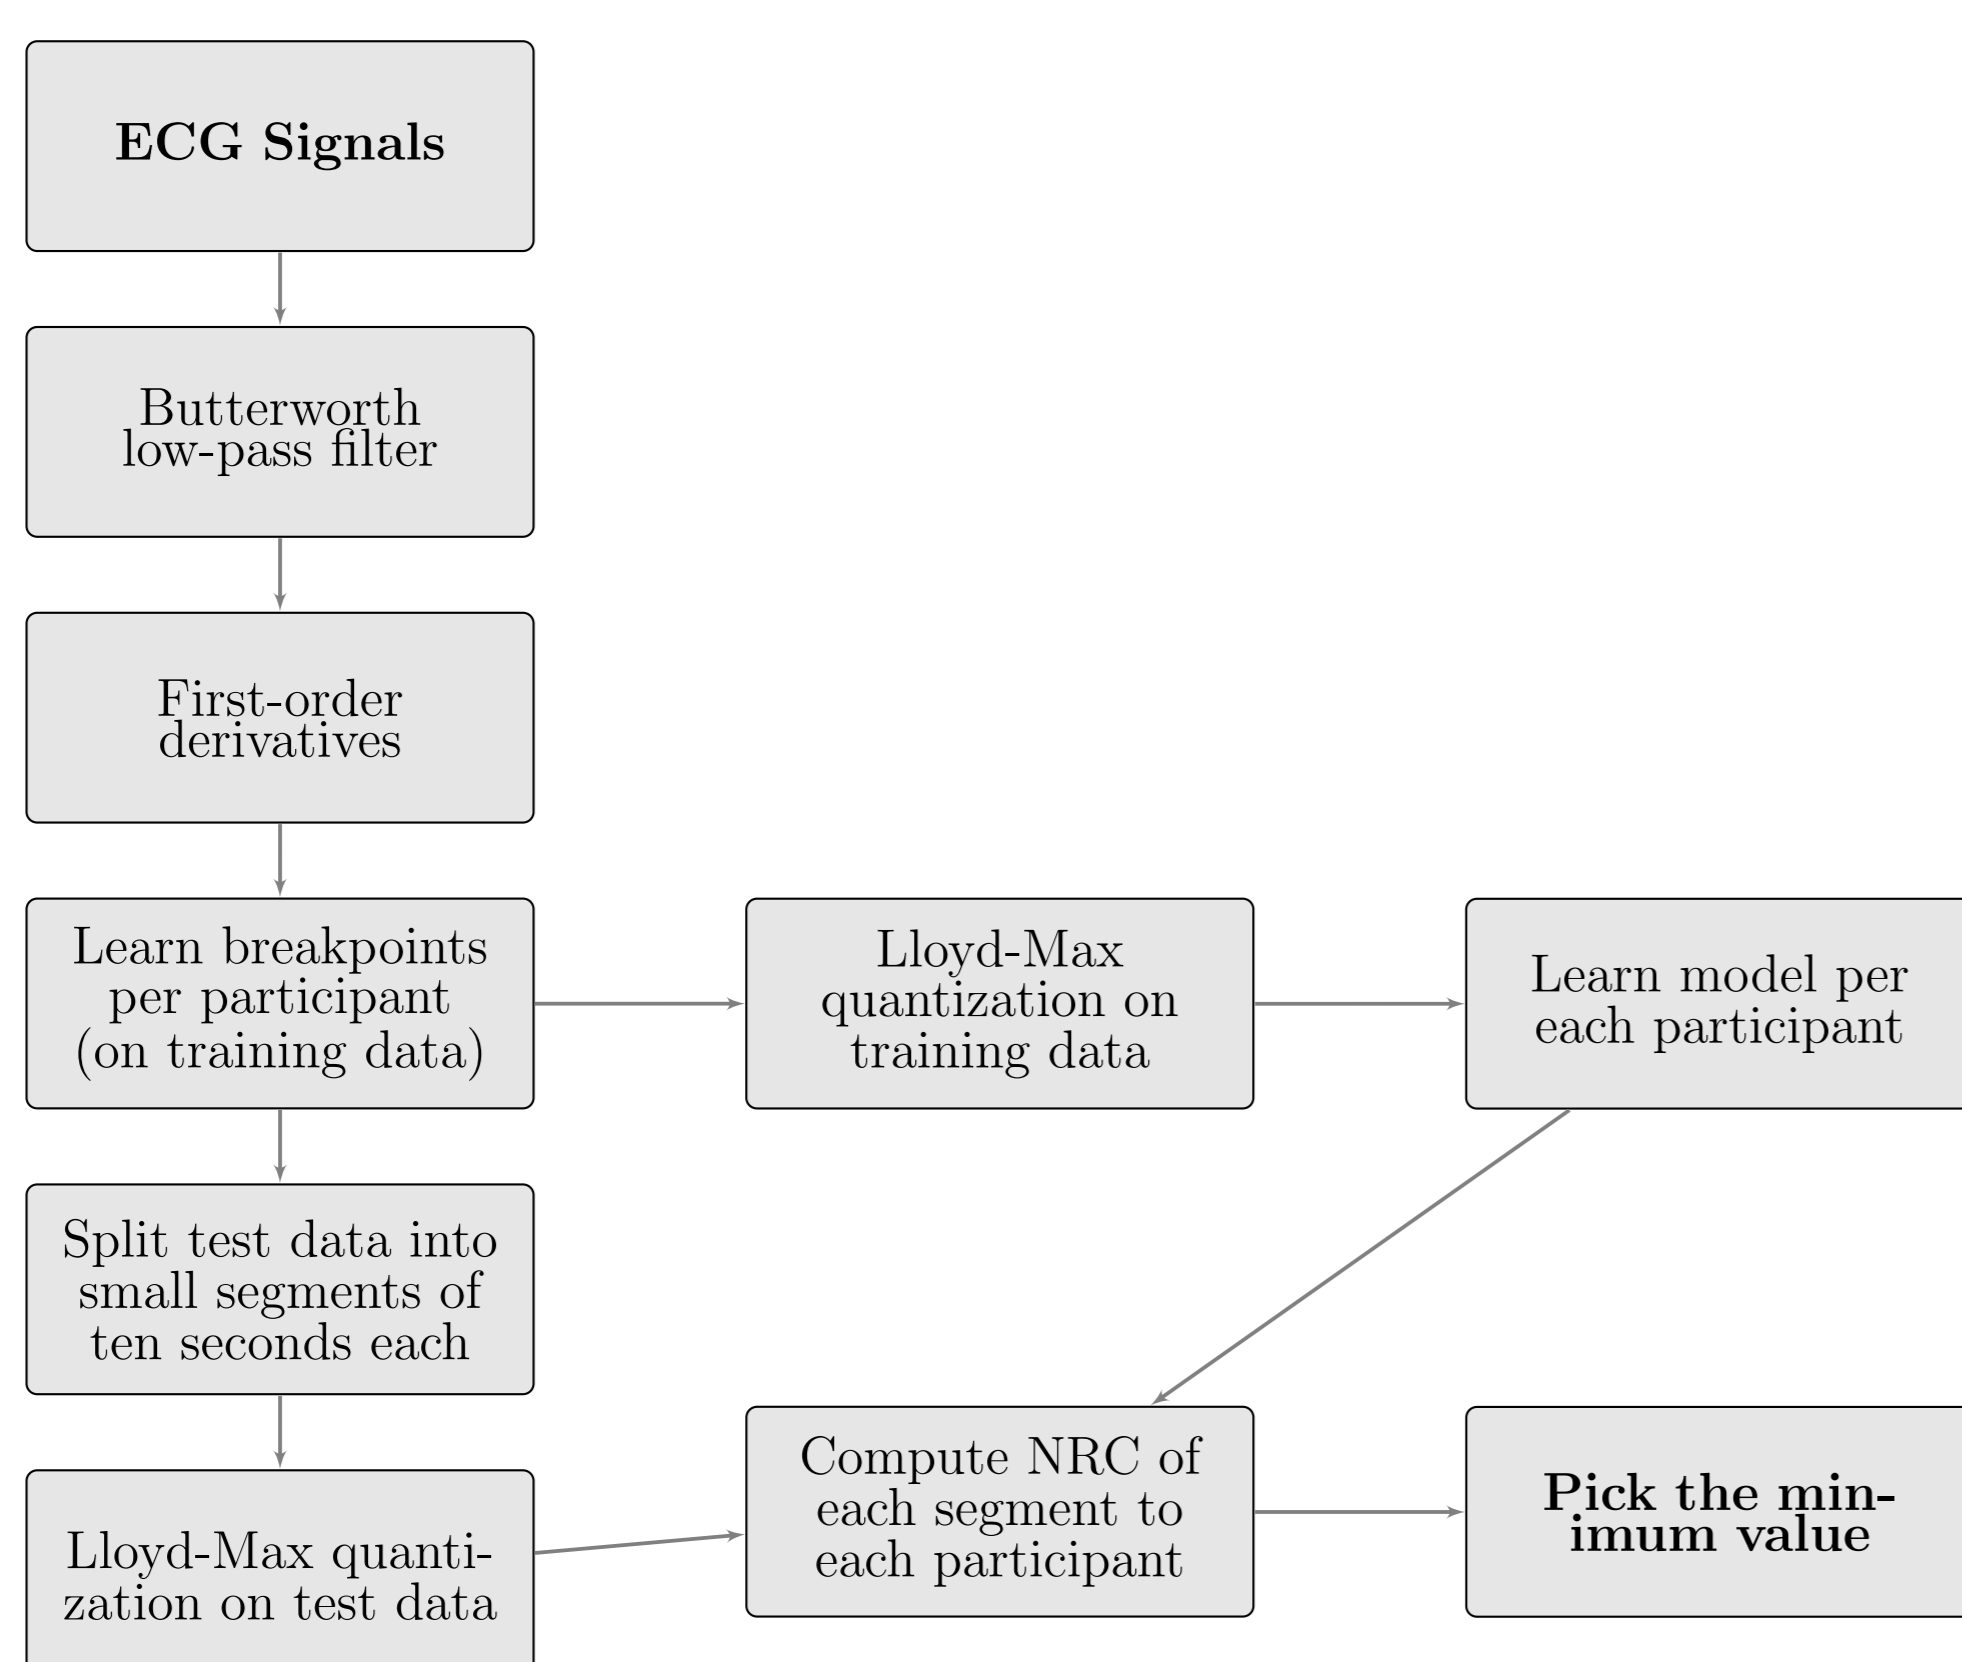 ECG Signals
Butterworth
low-pass filter
First-order
derivatives
Learn breakpoints
per participant
(on training data)
Lloyd-Max
quantization on
training data
Learn model per
each participant
Split test data into
small segments of
ten seconds each
Lloyd-Max quanti-
zation on test data
Compute NRC of
each segment to
each participant
Pick the min-
imum value